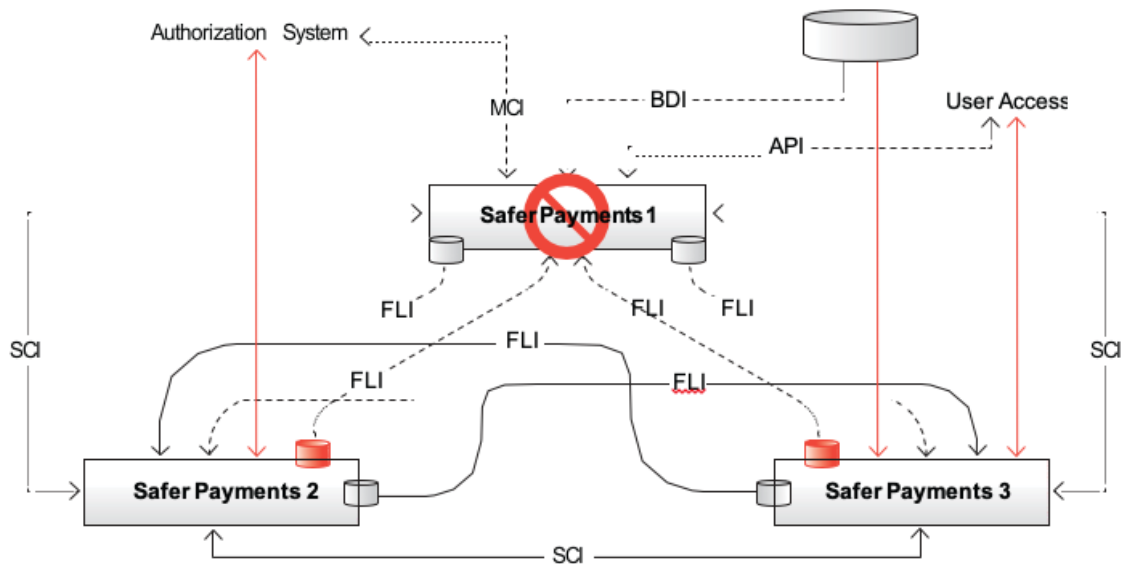 Authorization System
MCI
BDI
User Access
API
Safer Payments 1
FLI
FLI
FLI
SCI
FLI
SCI
FLI
FLI
Safer Payments 2
Safer Payments 3
SCI